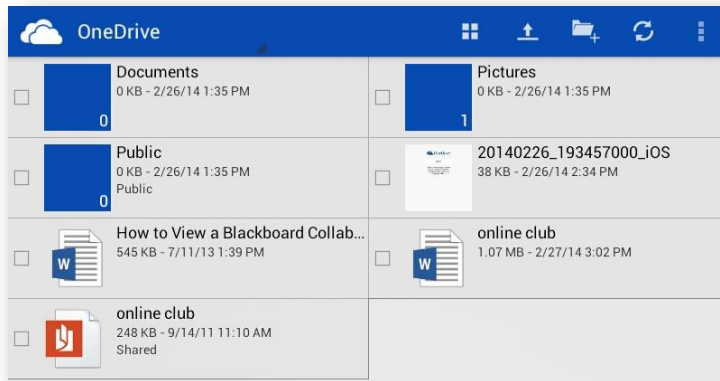 OneDrive
Documents
0 KB - 2/26/14 1:35 PM
0
Pictures
0 KB - 2/26/14 1:35 PM
1
Public
0 KB - 2/26/14 1:35 PM
Public
0
20140226_193457000_iOS
38 KB - 2/26/14 2:34 PM
OneDrive
How to View a Blackboard Collab...
545 KB - 7/11/13 1:39 PM
W
online club
1.07 MB - 2/27/14 3:02 PM
W
online club
248 KB - 9/14/11 11:10 AM
Shared